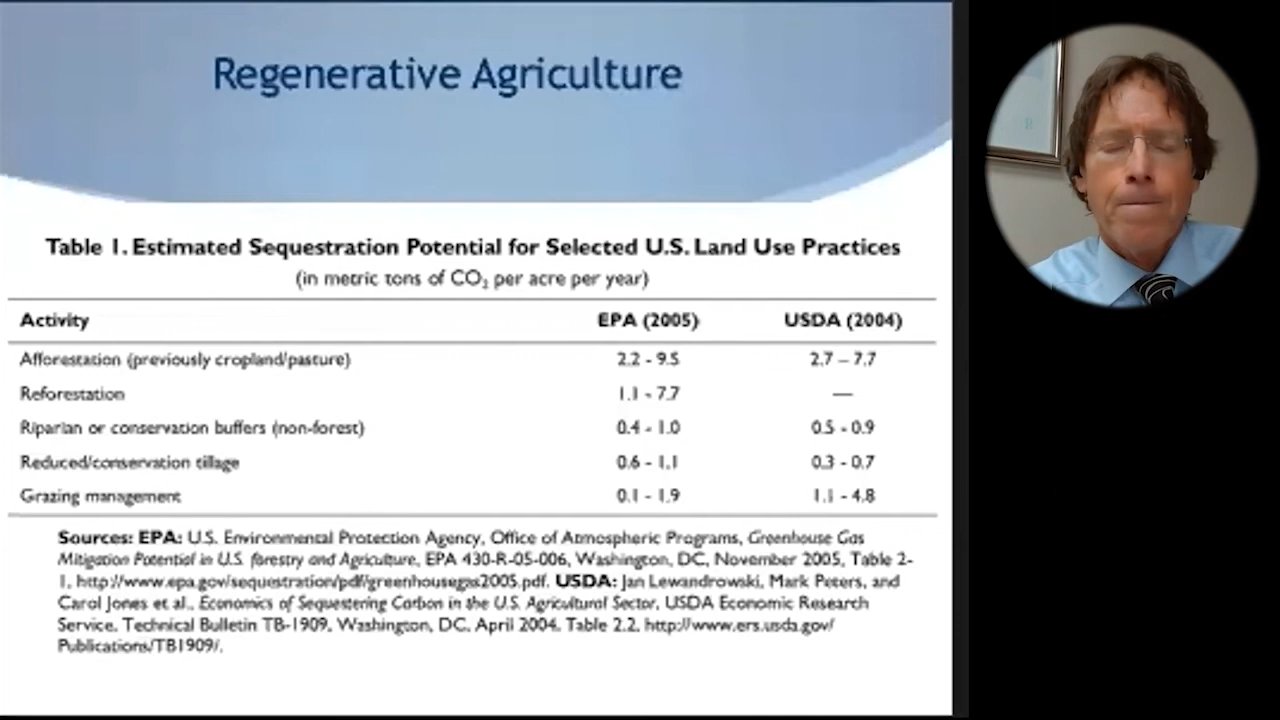 Regenerative Agriculture
Table 1. Estimated Sequestration Potential for Selected U.S. Land Use Practices
(in metric tons of CO₂ per acre per year)
Activity EPA (2005) USDA (2004)
Afforestation (previously cropland/pasture) 2.2 - 9.5 2.7 – 7.7
Reforestation 1.1 - 7.7 —
Riparian or conservation buffers (non-forest) 0.4 - 1.0 0.5 - 0.9
Reduced/conservation tillage 0.6 - 1.1 0.3 - 0.7
Grazing management 0.1 - 1.9 1.1 - 4.8
Sources: EPA: U.S. Environmental Protection Agency, Office of Atmospheric Programs, Greenhouse Gas
Mitigation Potential in U.S. Forestry and Agriculture, EPA 430-R-05-006, Washington, DC, November 2005, Table 2-
1, http://www.epa.gov/sequestration/pdf/greenhousegas2005.pdf. USDA: Jan Lewandrowski, Mark Peters, and
Carol Jones et al., Economics of Sequestering Carbon in the U.S. Agricultural Sector, USDA Economic Research
Service, Technical Bulletin TB-1909, Washington, DC, April 2004, Table 2.2, http://www.ers.usda.gov/
Publications/TB1909/.